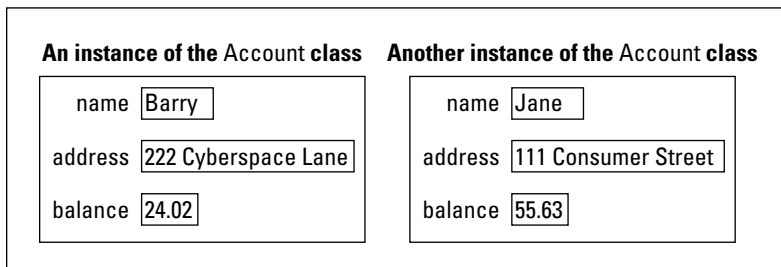 An instance of the Account class
name Barry
address 222 Cyberspace Lane
balance 24.02
Another instance of the Account class
name Jane
address 111 Consumer Street
balance 55.63